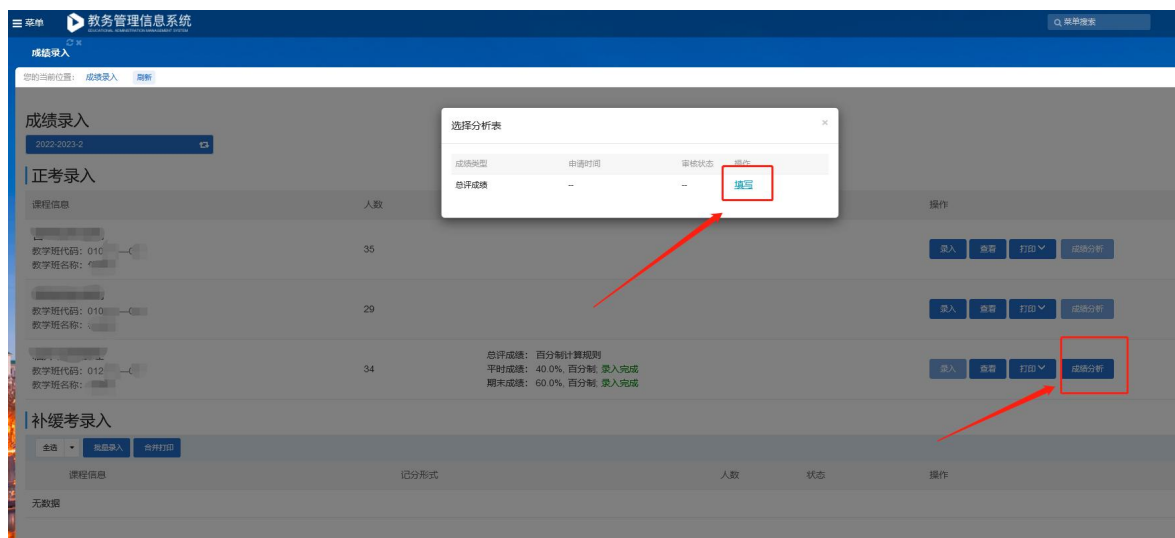 菜单
教务管理信息系统
菜单搜索
成绩录入
您的当前位置： 成绩录入 刷新
成绩录入
2022-2023-2
选择分析表
成绩类型 申请时间 审核状态 操作
总评成绩 -- -- 填写
正考录入
课程信息 人数 操作
教学班代码：010
教学班名称：
35
录入 查看 打印 成绩分析
教学班代码：010
教学班名称：
29
录入 查看 打印 成绩分析
教学班代码：012
教学班名称：
34
总评成绩： 百分制计算规则
平时成绩： 40.0%, 百分制; 录入完成
期末成绩： 60.0%, 百分制; 录入完成
录入 查看 打印 成绩分析
补缓考录入
全选 批量录入 合并打印
课程信息 记分形式 人数 状态 操作
无数据